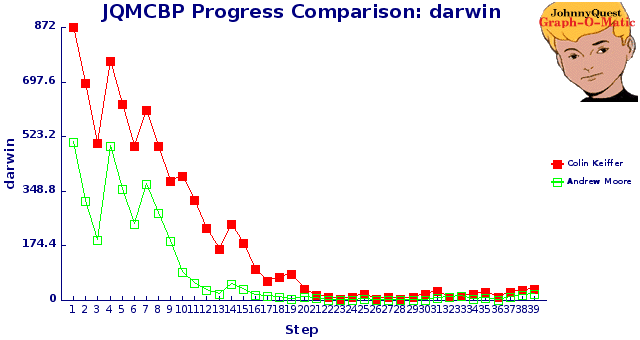 JQMCBP Progress Comparison: darwin
JohnnyQuest
Graph-O-Matic
872
697.6
523.2
348.8
174.4
0
darwin
Colin Keiffer
Andrew Moore
1 2 3 4 5 6 7 8 9 10 11 12 13 14 15 16 17 18 19 20 21 22 23 24 25 26 27 28 29 30 31 32 33 34 35 36 37 38 39
Step